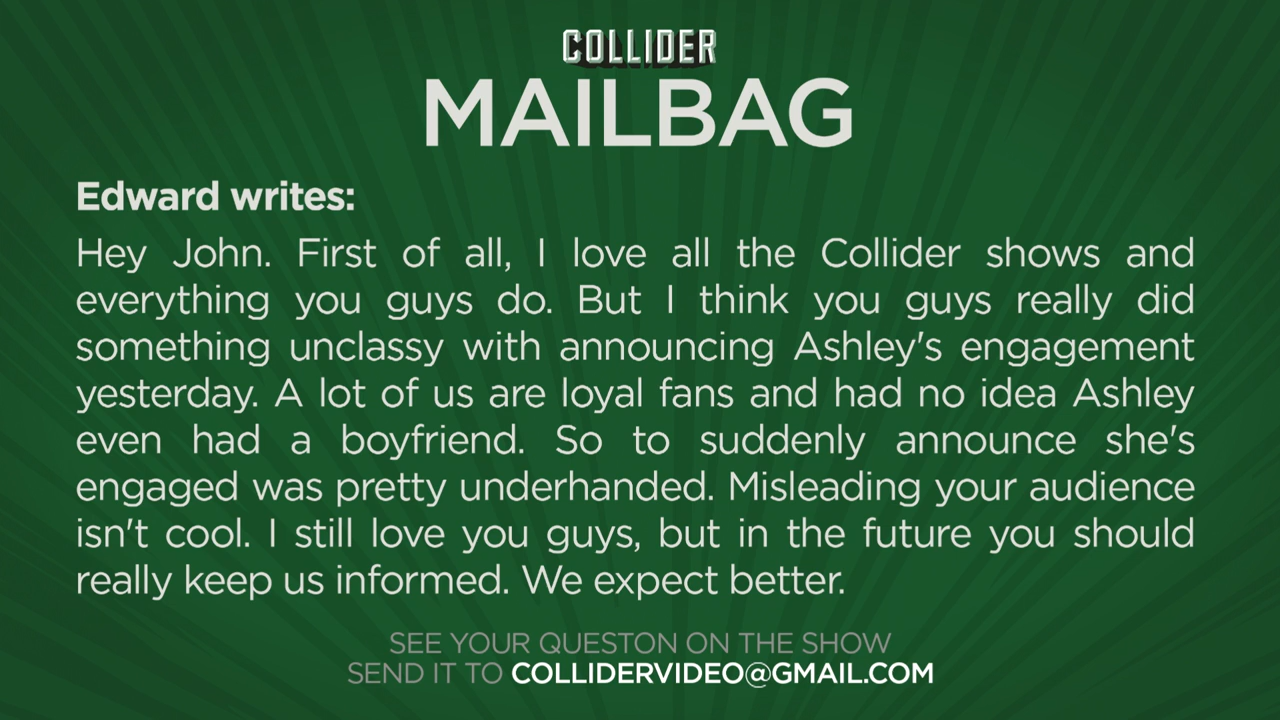 COLLIDER
MAILBAG
Edward writes:
Hey John. First of all, I love all the Collider shows and
everything you guys do. But I think you guys really did
something unclassy with announcing Ashley's engagement
yesterday. A lot of us are loyal fans and had no idea Ashley
even had a boyfriend. So to suddenly announce she's
engaged was pretty underhanded. Misleading your audience
isn't cool. I still love you guys, but in the future you should
really keep us informed. We expect better.
SEE YOUR QUESTON ON THE SHOW
SEND IT TO COLLIDERVIDEO@GMAIL.COM